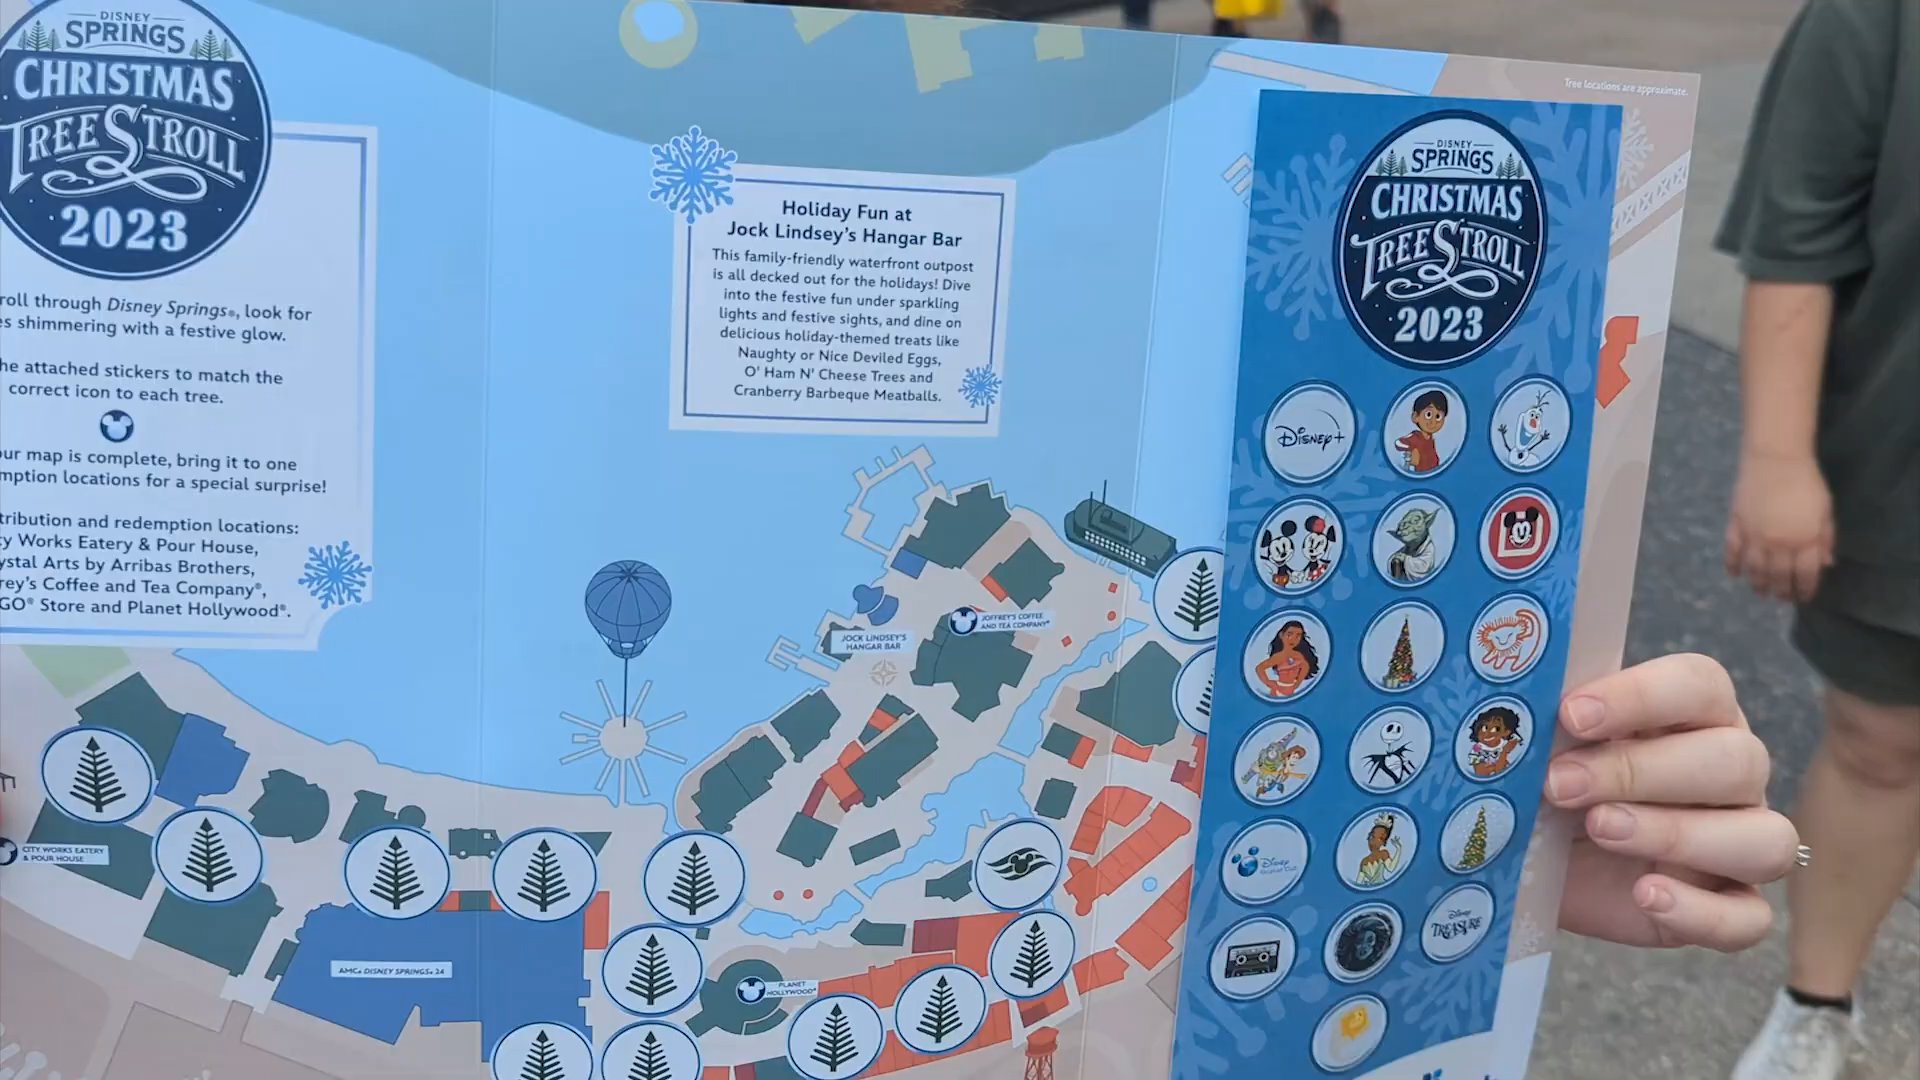 DISNEY
SPRINGS
CHRISTMAS
TREE STROLL
2023
roll through Disney Springs®, look for
es shimmering with a festive glow.
he attached stickers to match the
correct icon to each tree.
our map is complete, bring it to one
mption locations for a special surprise!
tribution and redemption locations:
ty Works Eatery & Pour House,
ystal Arts by Arribas Brothers,
rey's Coffee and Tea Company®,
GO® Store and Planet Hollywood®.
Holiday Fun at
Jock Lindsey's Hangar Bar
This family-friendly waterfront outpost
is all decked out for the holidays! Dive
into the festive fun under sparkling
lights and festive sights, and dine on
delicious holiday-themed treats like
Naughty or Nice Deviled Eggs,
O' Ham N' Cheese Trees and
Cranberry Barbeque Meatballs.
Tree locations are approximate.
DISNEY
SPRINGS
CHRISTMAS
TREE STROLL
2023
Disney+
Disney
Disney
TREASURE
JOFFREY'S COFFEE
AND TEA COMPANY®
JOCK LINDSEY'S
HANGAR BAR
CITY WORKS EATERY
& POUR HOUSE
AMC® DISNEY SPRINGS® 24
PLANET
HOLLYWOOD®